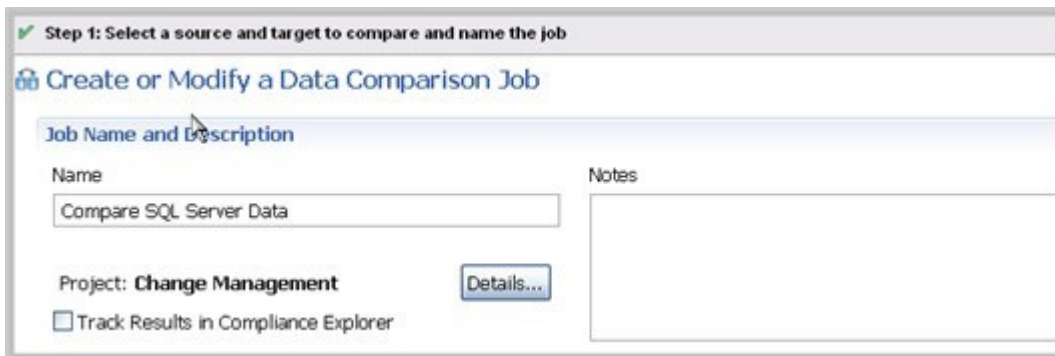 Step 1: Select a source and target to compare and name the job
Create or Modify a Data Comparison Job
Job Name and Description
Name
Notes
Compare SQL Server Data
Project: Change Management
Details...
Track Results in Compliance Explorer